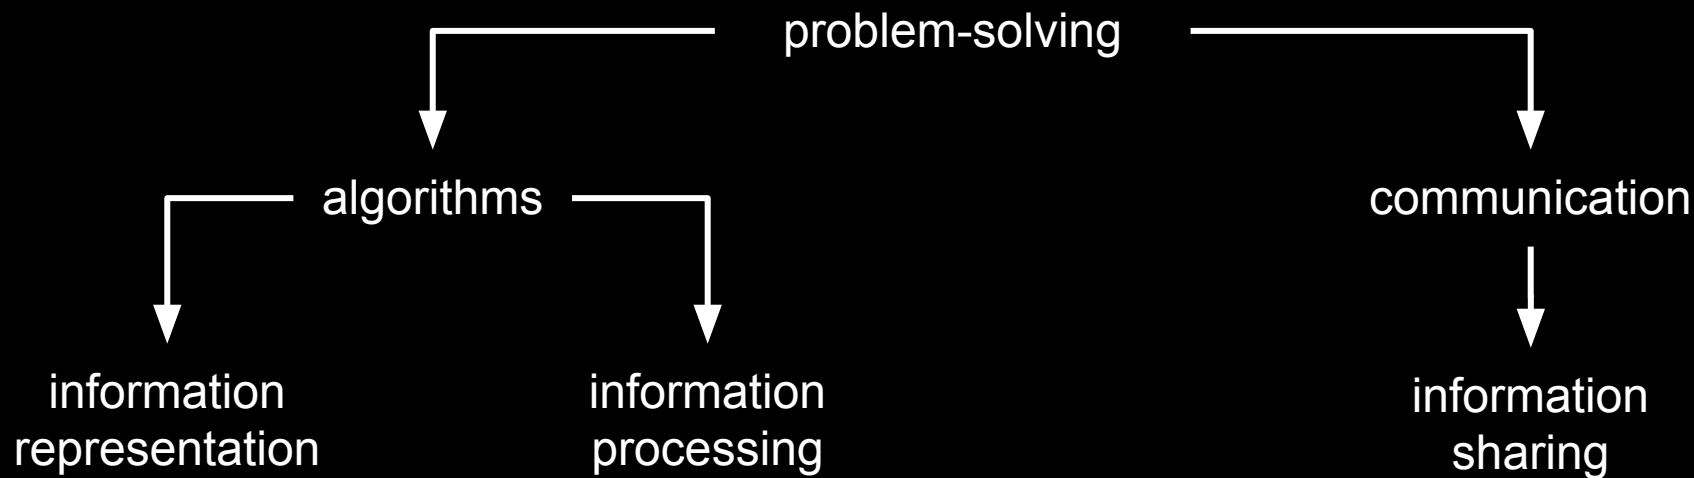 problem-solving
algorithms
communication
information
representation
information
processing
information
sharing